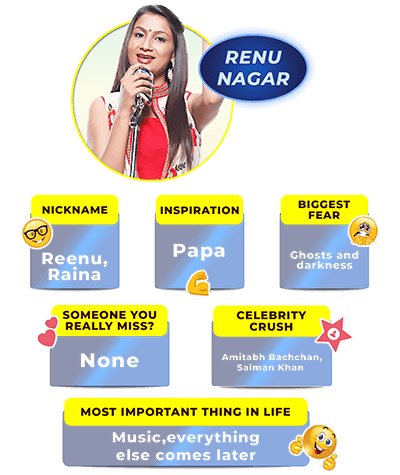 RENU
NAGAR
NICKNAME
Reenu,
Raina
INSPIRATION
Papa
BIGGEST
FEAR
Ghosts and
darkness
SOMEONE YOU
REALLY MISS?
None
CELEBRITY
CRUSH
Amitabh Bachchan,
Salman Khan
MOST IMPORTANT THING IN LIFE
Music,everything
else comes later